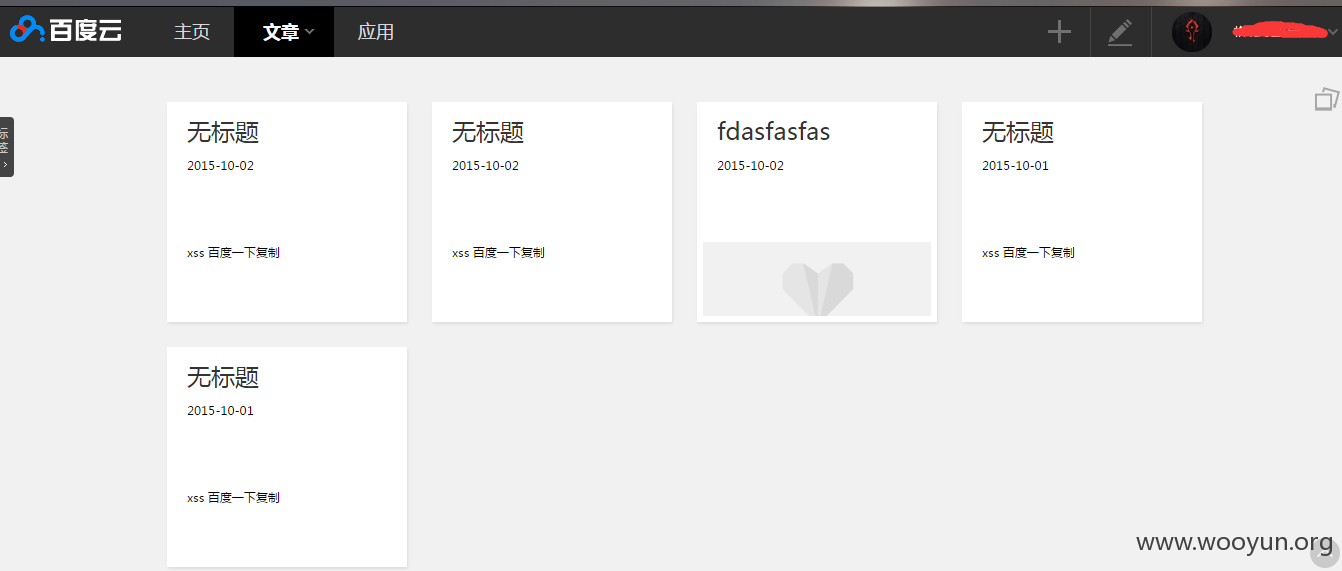 百度云 主页 文章 应用
标签
无标题
2015-10-02
xss 百度一下复制
无标题
2015-10-02
xss 百度一下复制
fdasfasfas
2015-10-02
无标题
2015-10-01
xss 百度一下复制
无标题
2015-10-01
xss 百度一下复制
www.wooyun.org